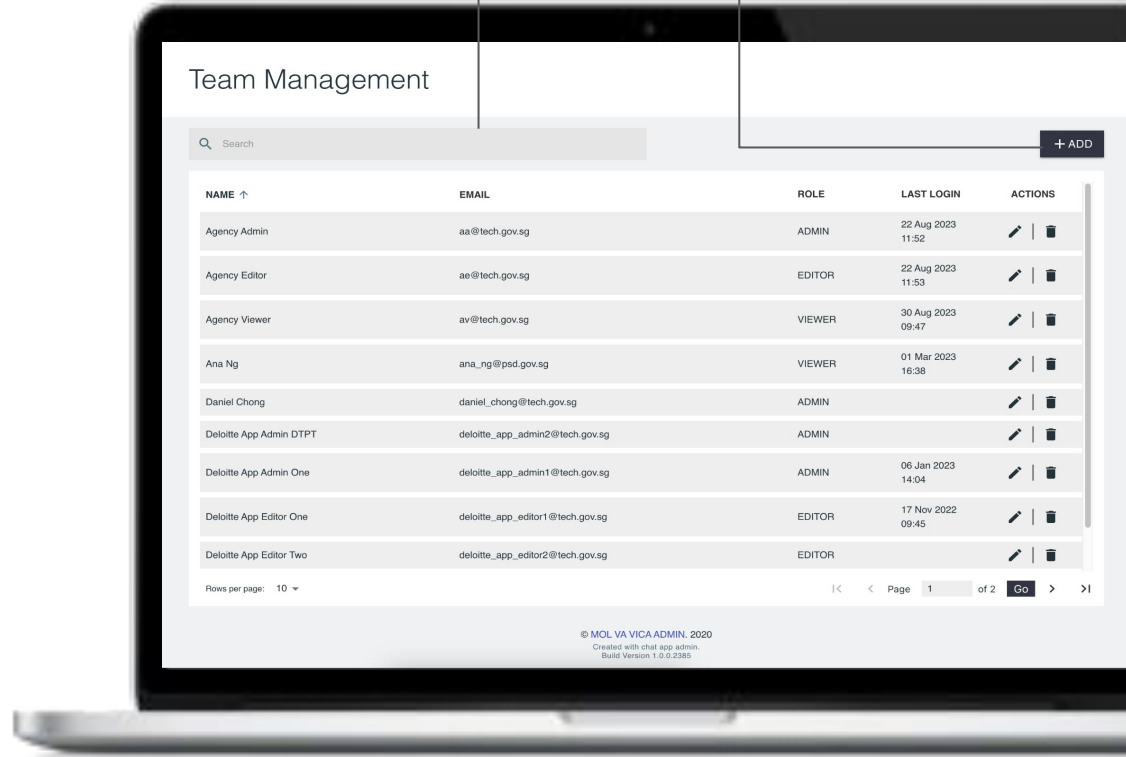 Team Management
Search
+ ADD
NAME ↑ EMAIL ROLE LAST LOGIN ACTIONS
Agency Admin aa@tech.gov.sg ADMIN 22 Aug 2023
11:52
Agency Editor ae@tech.gov.sg EDITOR 22 Aug 2023
11:53
Agency Viewer av@tech.gov.sg VIEWER 30 Aug 2023
09:47
Ana Ng ana_ng@psd.gov.sg VIEWER 01 Mar 2023
16:38
Daniel Chong daniel_chong@tech.gov.sg ADMIN
Deloitte App Admin DTPT deloitte_app_admin2@tech.gov.sg ADMIN
Deloitte App Admin One deloitte_app_admin1@tech.gov.sg ADMIN 06 Jan 2023
14:04
Deloitte App Editor One deloitte_app_editor1@tech.gov.sg EDITOR 17 Nov 2022
09:45
Deloitte App Editor Two deloitte_app_editor2@tech.gov.sg EDITOR
Rows per page: 10 Page 1 of 2 Go
© MOL VA VICA ADMIN. 2020
Created with chat app admin.
Build Version 1.0.0.2385